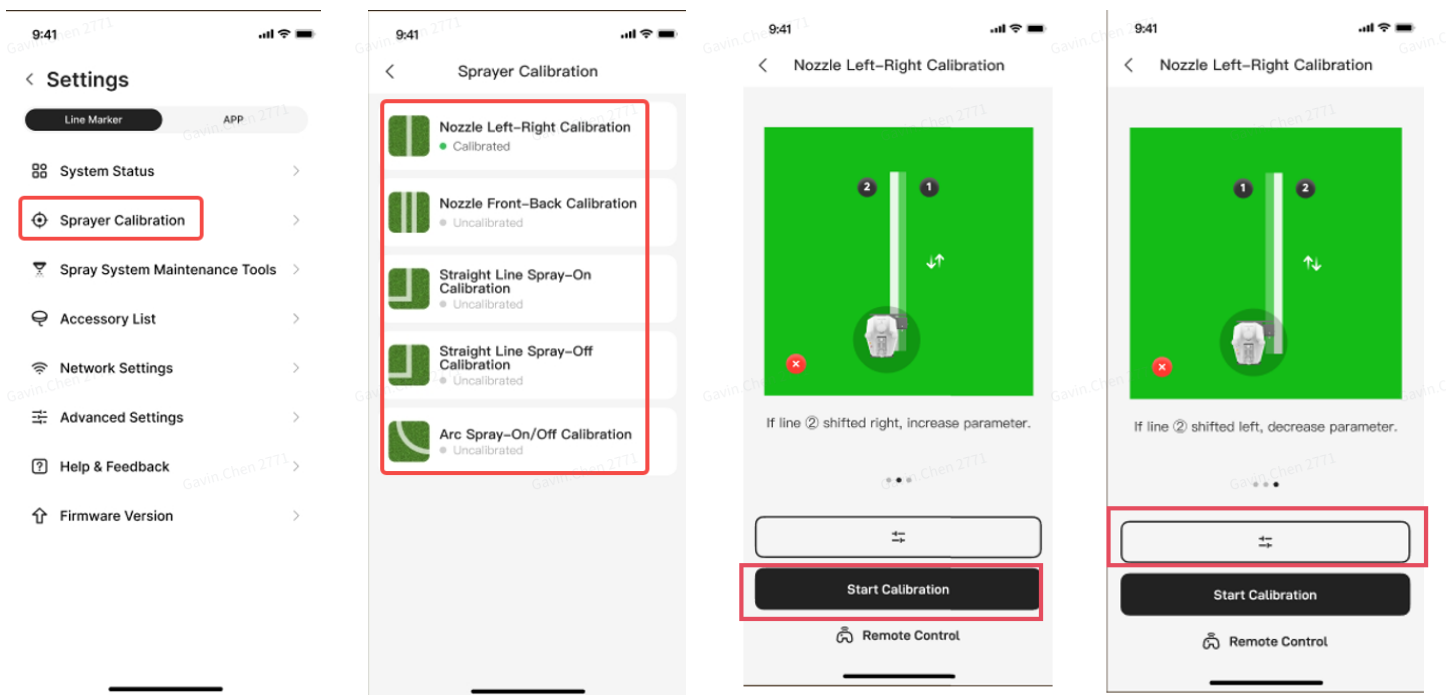 9:41
Settings
Line Marker
APP
System Status
Sprayer Calibration
Spray System Maintenance Tools
Accessory List
Network Settings
Advanced Settings
Help & Feedback
Firmware Version
9:41
Sprayer Calibration
Nozzle Left-Right Calibration
Calibrated
Nozzle Front-Back Calibration
Uncalibrated
Straight Line Spray-On
Calibration
Uncalibrated
Straight Line Spray-Off
Calibration
Uncalibrated
Arc Spray-On/Off Calibration
Uncalibrated
9:41
Nozzle Left-Right Calibration
2 1
If line ② shifted right, increase parameter.
Start Calibration
Remote Control
9:41
Nozzle Left-Right Calibration
1 2
If line ② shifted left, decrease parameter.
Start Calibration
Remote Control
Gavin.Chen 2771